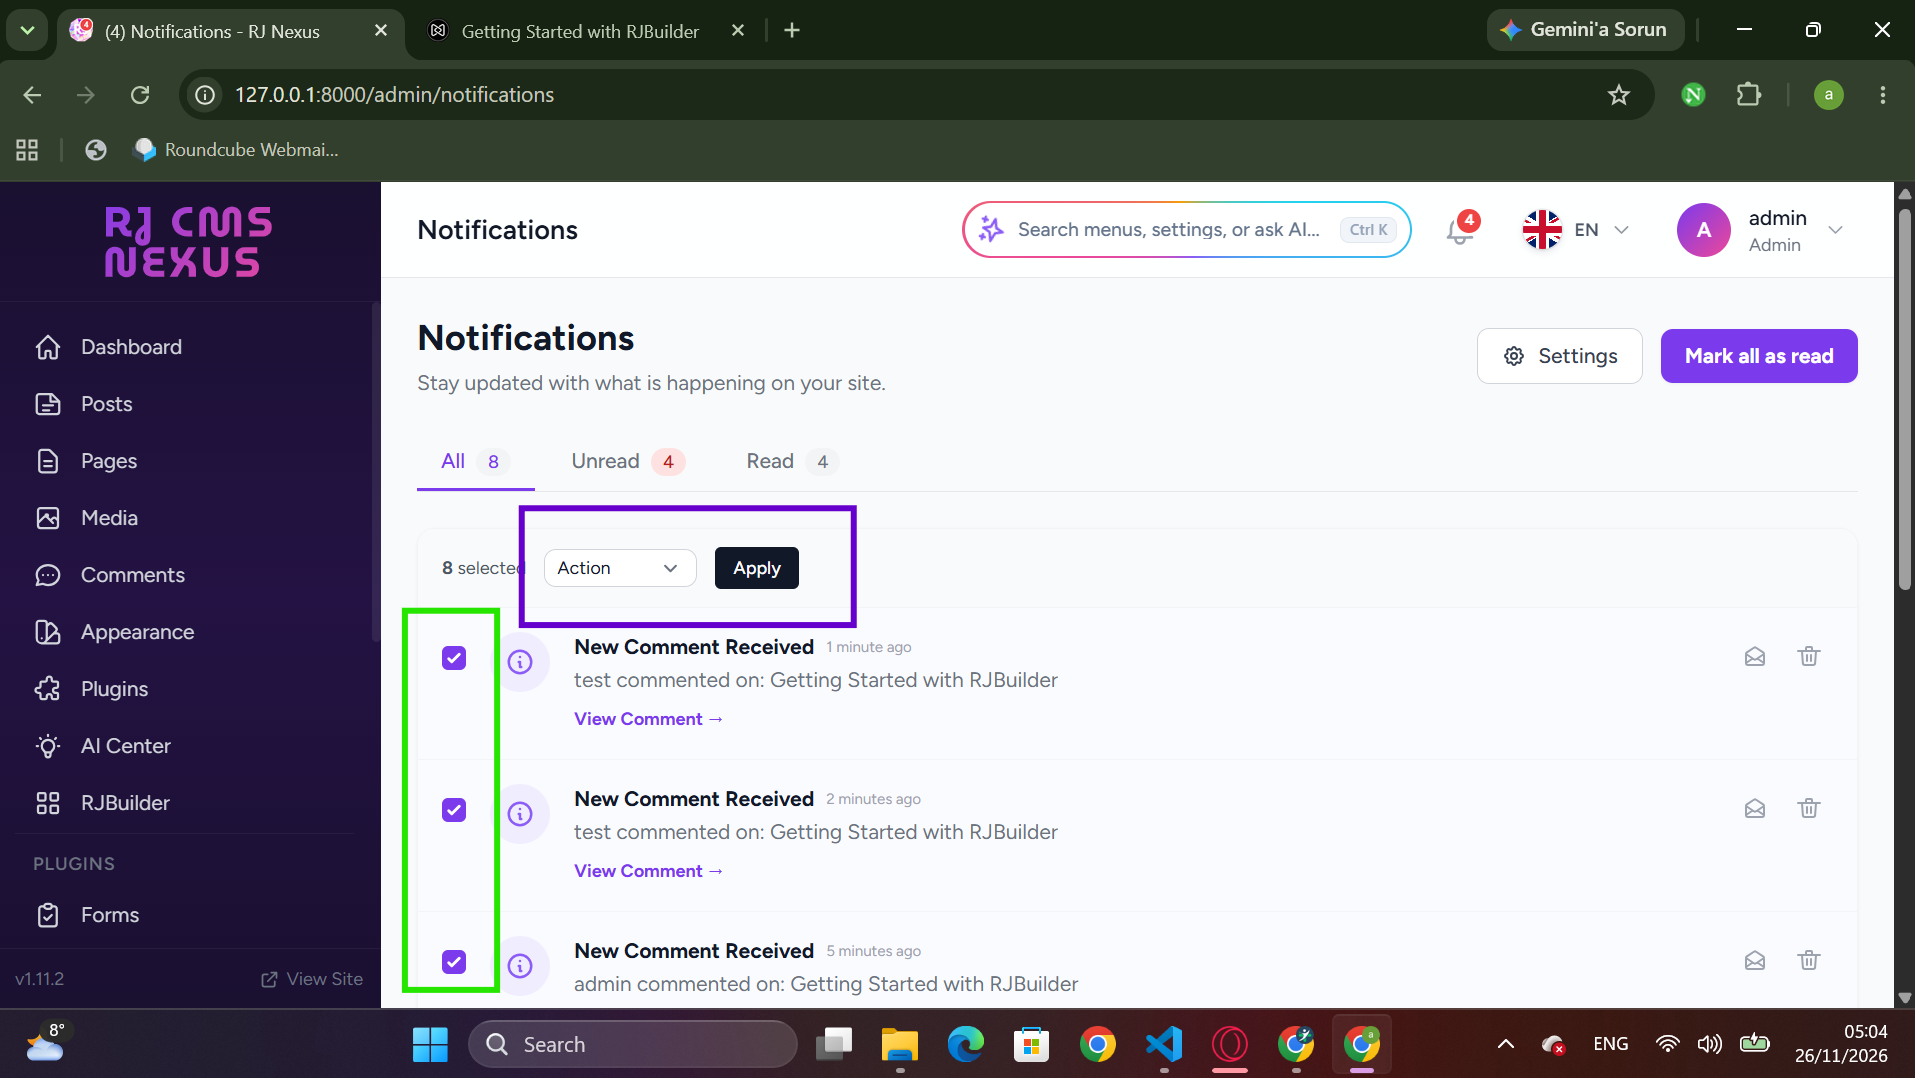 (4) Notifications - RJ Nexus
Getting Started with RJBuilder
Gemini'a Sorun
127.0.0.1:8000/admin/notifications
a
Roundcube Webmai...
RJ CMS
NEXUS
Dashboard
Posts
Pages
Media
Comments
Appearance
Plugins
AI Center
RJBuilder
PLUGINS
Forms
v1.11.2
View Site
Notifications
Search menus, settings, or ask AI...
Ctrl K
4
EN
A
admin
Admin
Notifications
Stay updated with what is happening on your site.
Settings
Mark all as read
All 8
Unread 4
Read 4
8 selected
Action
Apply
New Comment Received 1 minute ago
test commented on: Getting Started with RJBuilder
View Comment →
New Comment Received 2 minutes ago
test commented on: Getting Started with RJBuilder
View Comment →
New Comment Received 5 minutes ago
admin commented on: Getting Started with RJBuilder
8°
Search
ENG
05:04
26/11/2026